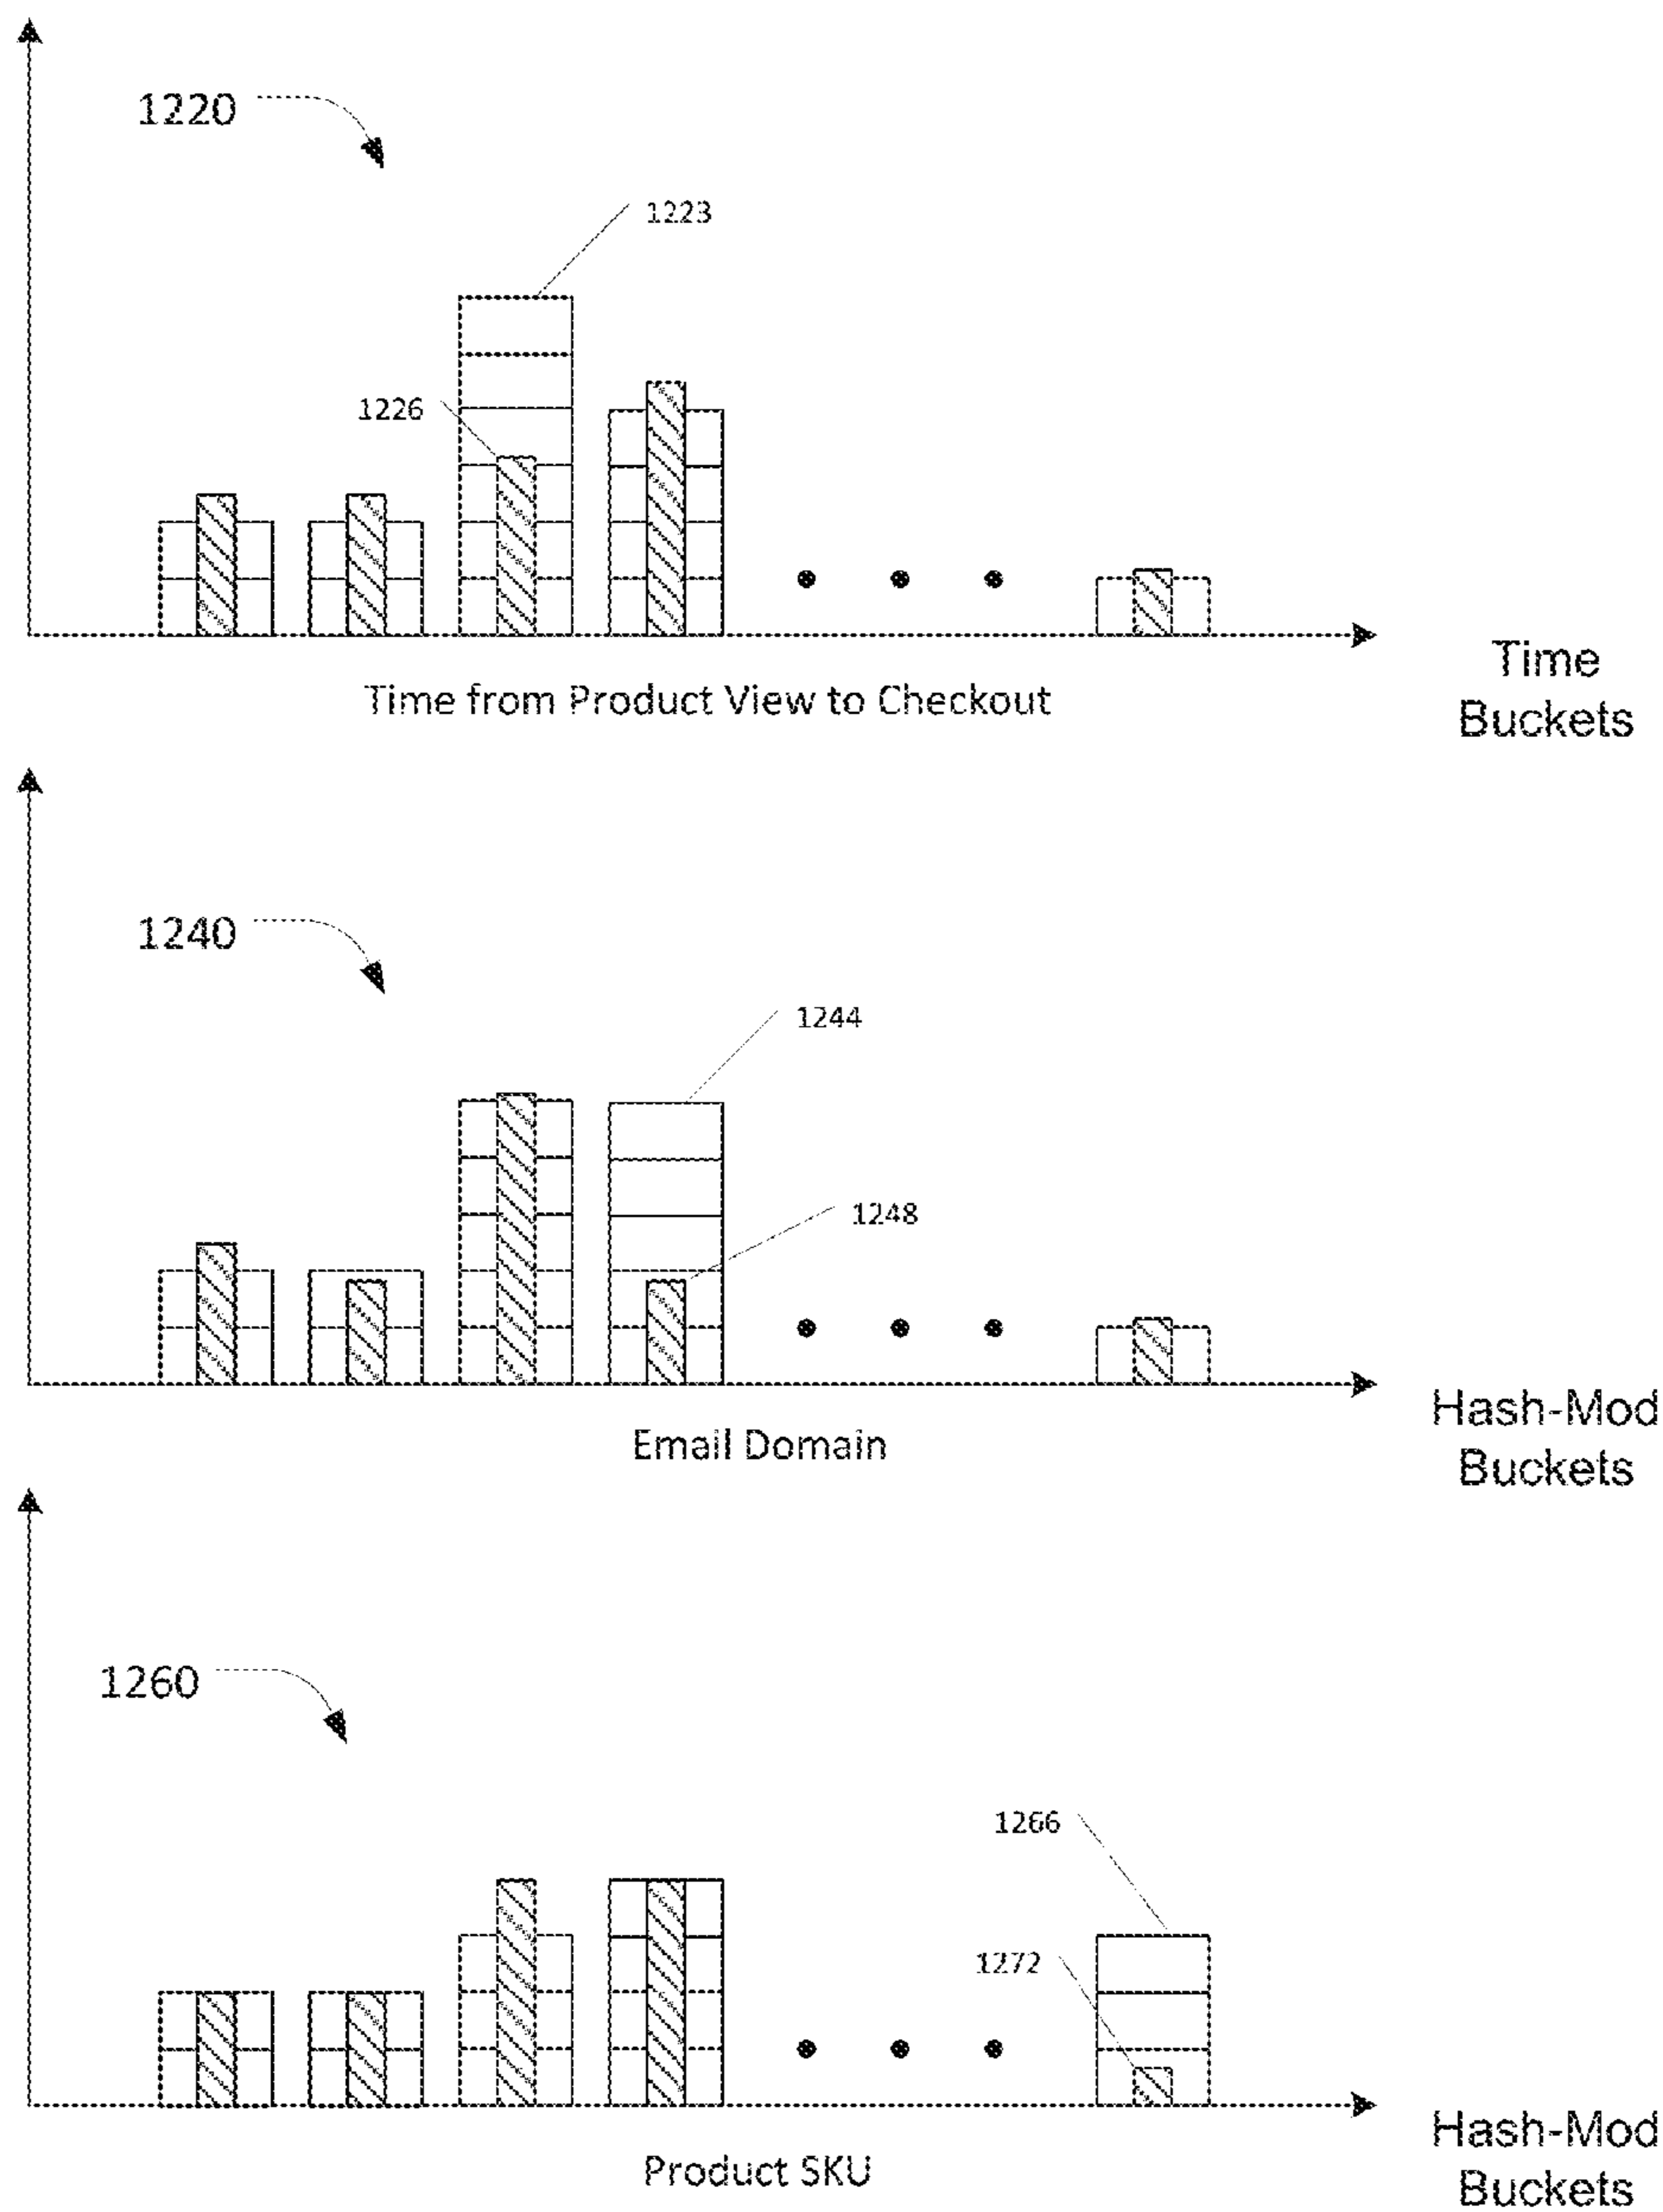 1220
1223
1226
Time from Product View to Checkout
Time
Buckets
1240
1244
1248
Email Domain
Hash-Mod
Buckets
1260
1266
1272
Product SKU
Hash-Mod
Buckets